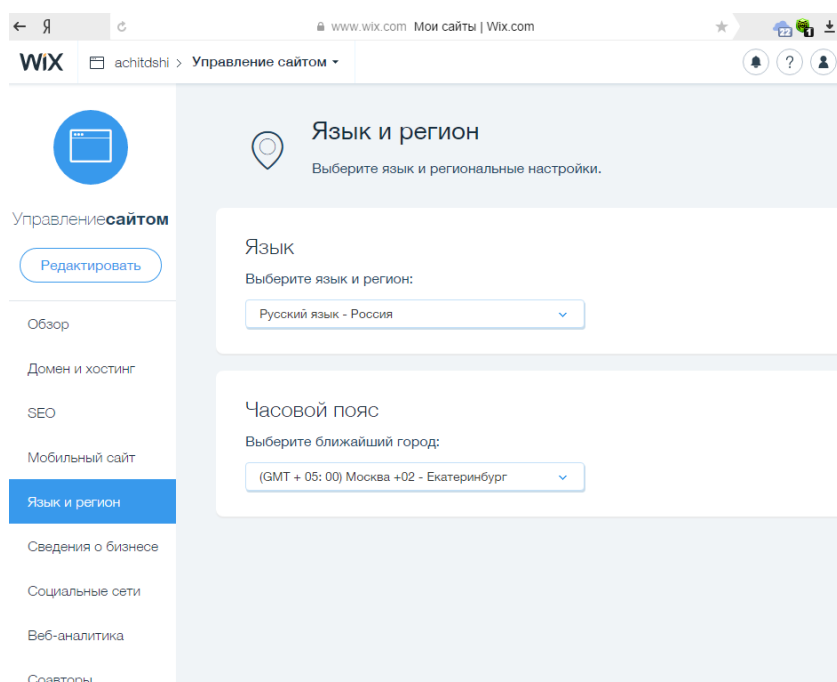 ← Я www.wix.com Мои сайты | Wix.com 22 1
WiX achitdshi > Управление сайтом ?
Язык и регион
Выберите язык и региональные настройки.
Управлениесайтом
Редактировать
Обзор
Домен и хостинг
SEO
Мобильный сайт
Язык и регион
Сведения о бизнесе
Социальные сети
Веб-аналитика
Соавторы
Язык
Выберите язык и регион:
Русский язык - Россия
Часовой пояс
Выберите ближайший город:
(GMT + 05: 00) Москва +02 - Екатеринбург